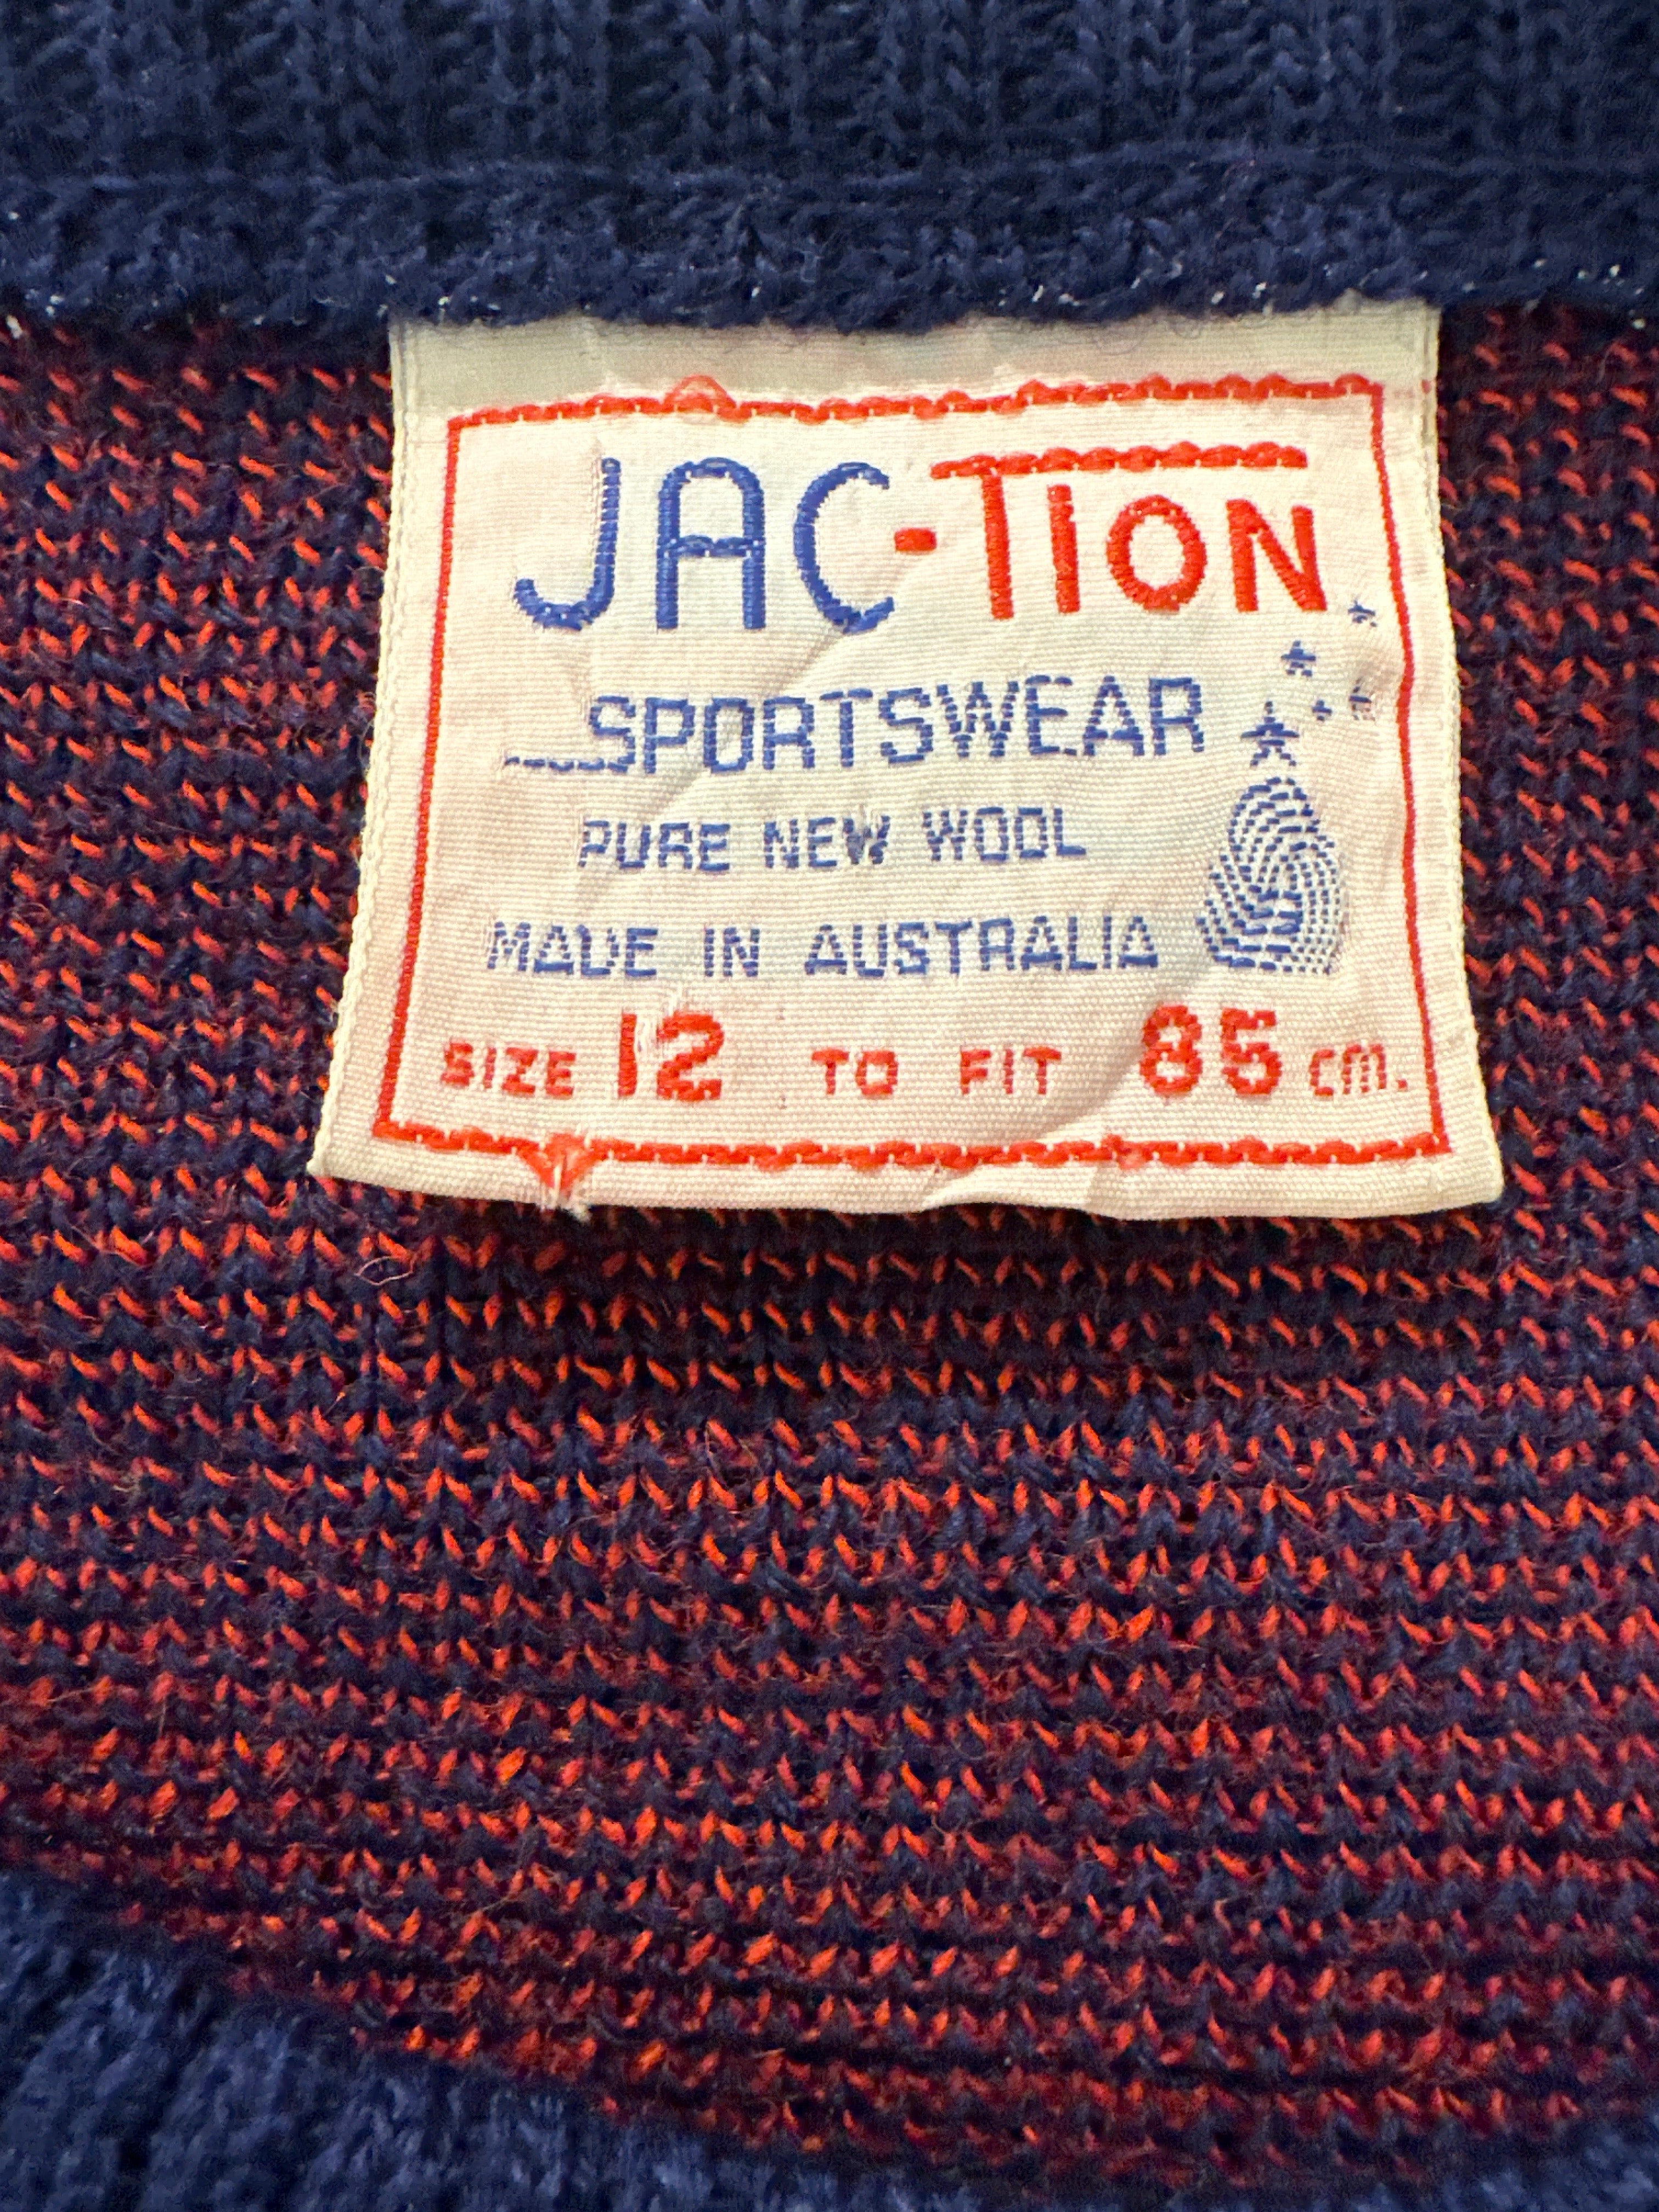 JAC-TION
SPORTSWEAR
PURE NEW WOOL
MADE IN AUSTRALIA
SIZE 12 TO FIT 85 cm.